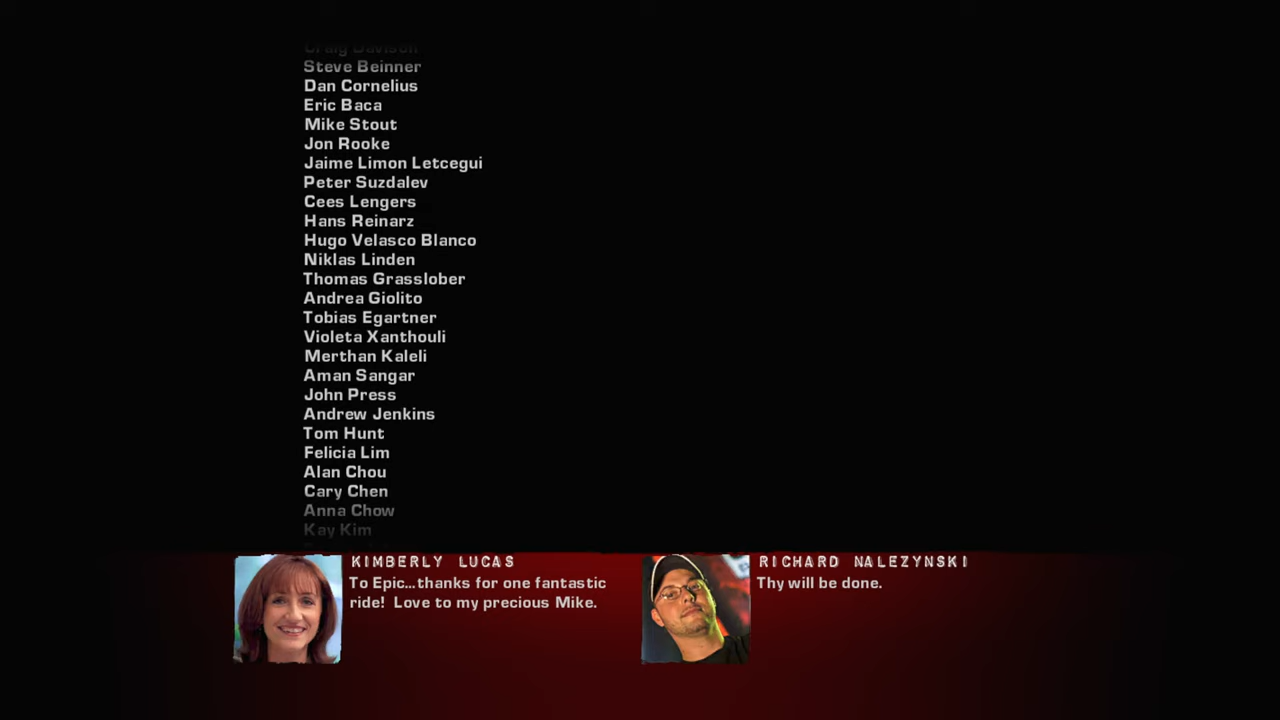 Craig Davison
Steve Beinner
Dan Cornelius
Eric Baca
Mike Stout
Jon Rooke
Jaime Limon Letcegui
Peter Suzdalev
Cees Lengers
Hans Reinarz
Hugo Velasco Blanco
Niklas Linden
Thomas Grasslober
Andrea Giolito
Tobias Egartner
Violeta Xanthouli
Merthan Kaleli
Aman Sangar
John Press
Andrew Jenkins
Tom Hunt
Felicia Lim
Alan Chou
Cary Chen
Anna Chow
Kay Kim
KIMBERLY LUCAS
To Epic...thanks for one fantastic
ride! Love to my precious Mike.
RICHARD NALEZYNSKI
Thy will be done.